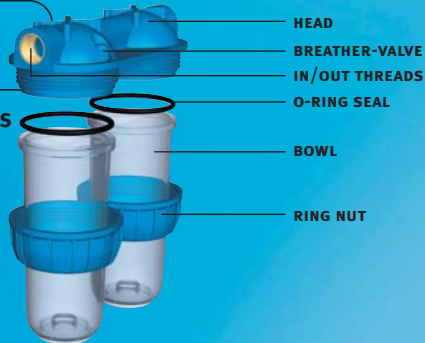 HEAD
BREATHER-VALVE
IN/OUT THREADS
O-RING SEAL
S
BOWL
RING NUT